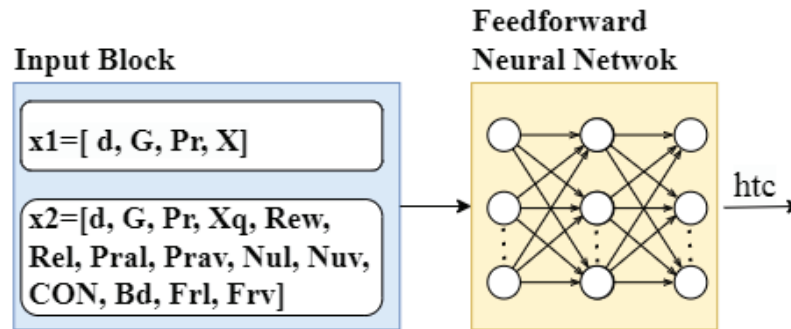 Input Block
x1=[ d, G, Pr, X]
x2=[d, G, Pr, Xq, Rew,
Rel, Pral, Prav, Nul, Nuv,
CON, Bd, Frl, Frv]
Feedforward
Neural Netwok
htc